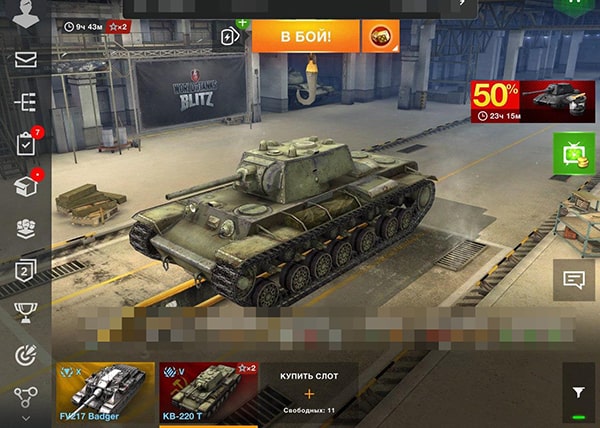 9ч 43м ×2
В БОЙ!
WORLD OF TANKS
BLITZ
50%
23ч 15м
7
2
X
FV217 Badger
V
×2
КВ-220 Т
КУПИТЬ СЛОТ
+
Свободных: 11